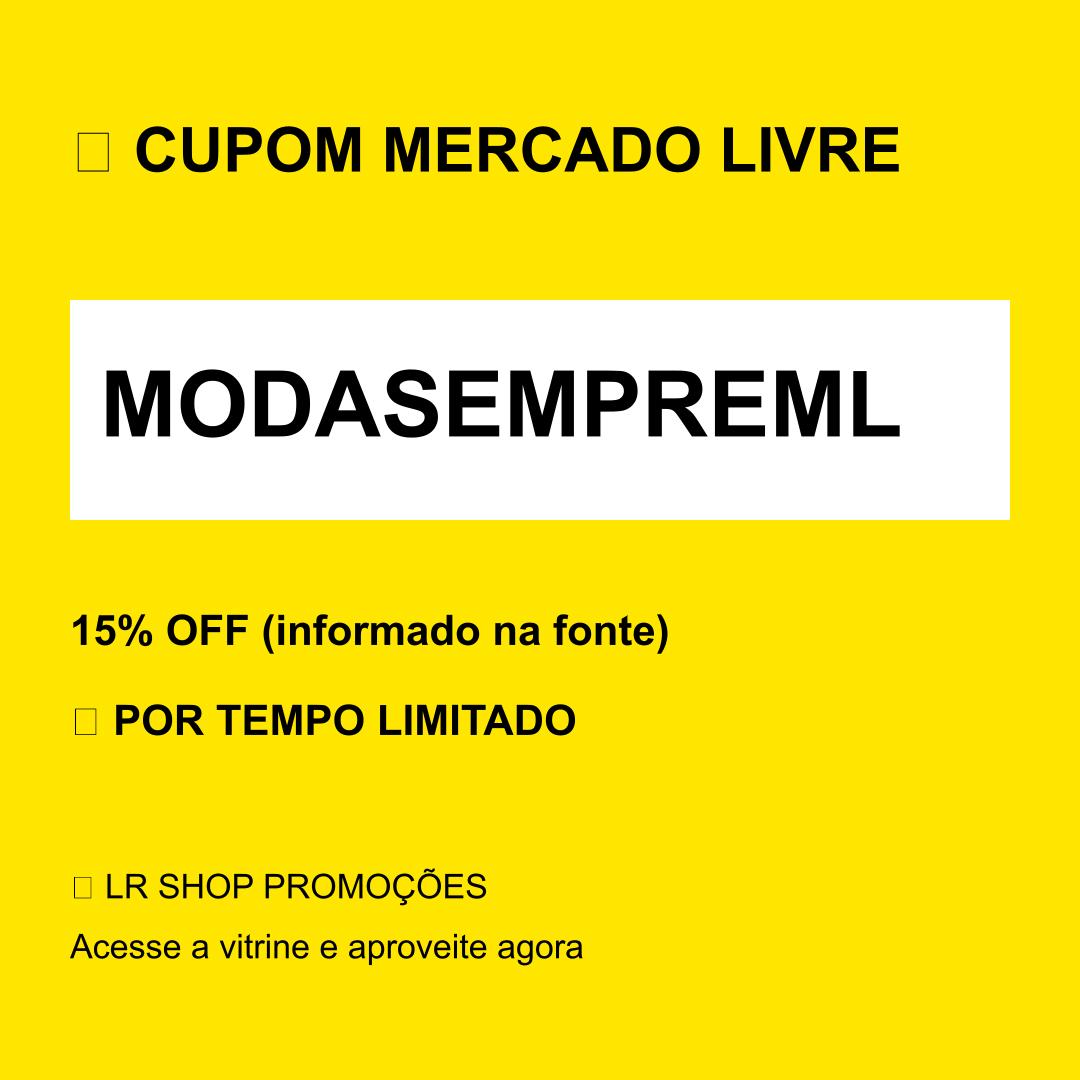 □ CUPOM MERCADO LIVRE
MODASEMPREML
15% OFF (informado na fonte)
□ POR TEMPO LIMITADO
□ LR SHOP PROMOÇÕES
Acesse a vitrine e aproveite agora